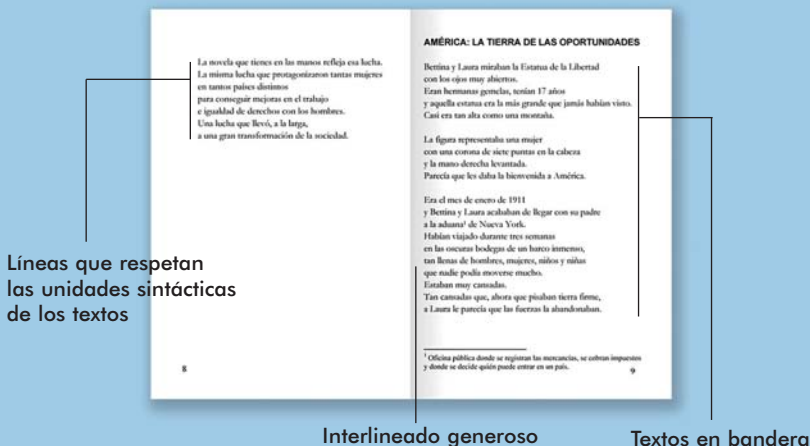 La novela que tienes en las manos refleja esa lucha.
La misma lucha que protagonizaron tantas mujeres
en tantos países distintos
para conseguir mejoras en el trabajo
e igualdad de derechos con los hombres.
Una lucha que llevó, a la larga,
a una gran transformación de la sociedad.
8
AMÉRICA: LA TIERRA DE LAS OPORTUNIDADES
Bettina y Laura miraban la Estatua de la Libertad
con los ojos muy abiertos.
Eran hermanas gemelas, tenían 17 años
y aquella estatua era la más grande que jamás habían visto.
Casi era tan alta como una montaña.
La figura representaba una mujer
con una corona de siete puntas en la cabeza
y la mano derecha levantada.
Parecía que les daba la bienvenida a América.
Era el mes de enero de 1911
y Bettina y Laura acababan de llegar con su padre
a la aduana¹ de Nueva York.
Habían viajado durante tres semanas
en las oscuras bodegas de un barco inmenso,
tan llenas de hombres, mujeres, niños y niñas
que nadie podía moverse mucho.
Estaban muy cansadas.
Tan cansadas que, ahora que pisaban tierra firme,
a Laura le parecía que las fuerzas la abandonaban.
¹ Oficina pública donde se registran las mercancías, se cobran impuestos
y donde se decide quién puede entrar en un país.
9
Líneas que respetan
las unidades sintácticas
de los textos
Interlineado generoso
Textos en bandera